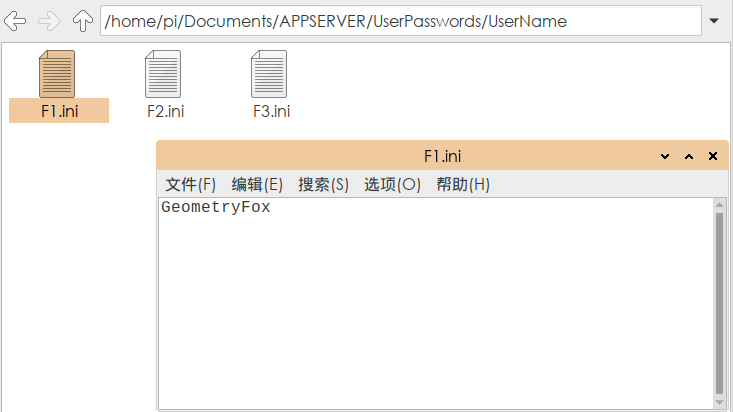 /home/pi/Documents/APPSERVER/UserPasswords/UserName
F1.ini F2.ini F3.ini
F1.ini
文件(F) 编辑(E) 搜索(S) 选项(O) 帮助(H)
GeometryFox